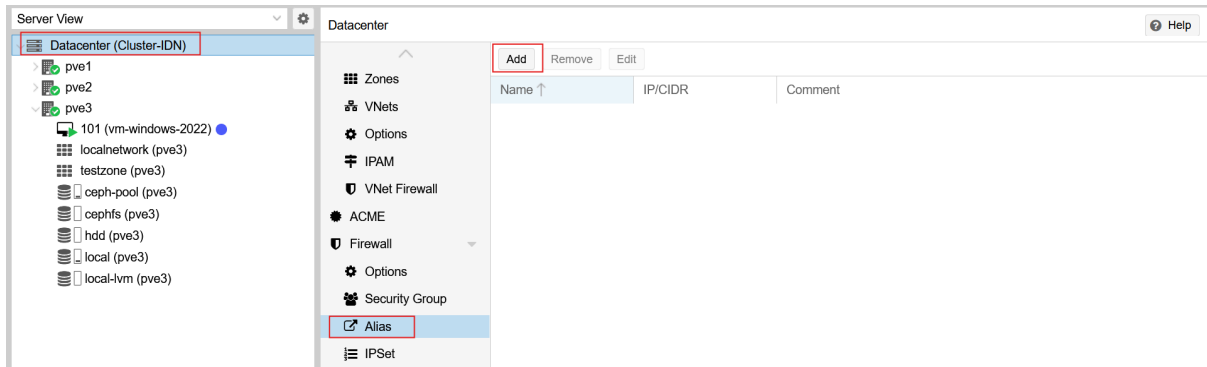 Server View
Datacenter (Cluster-IDN)
pve1
pve2
pve3
101 (vm-windows-2022)
localnetwork (pve3)
testzone (pve3)
ceph-pool (pve3)
cephfs (pve3)
hdd (pve3)
local (pve3)
local-lvm (pve3)
Datacenter
Help
Zones
VNets
Options
IPAM
VNet Firewall
ACME
Firewall
Options
Security Group
Alias
IPSet
Add Remove Edit
Name IP/CIDR Comment